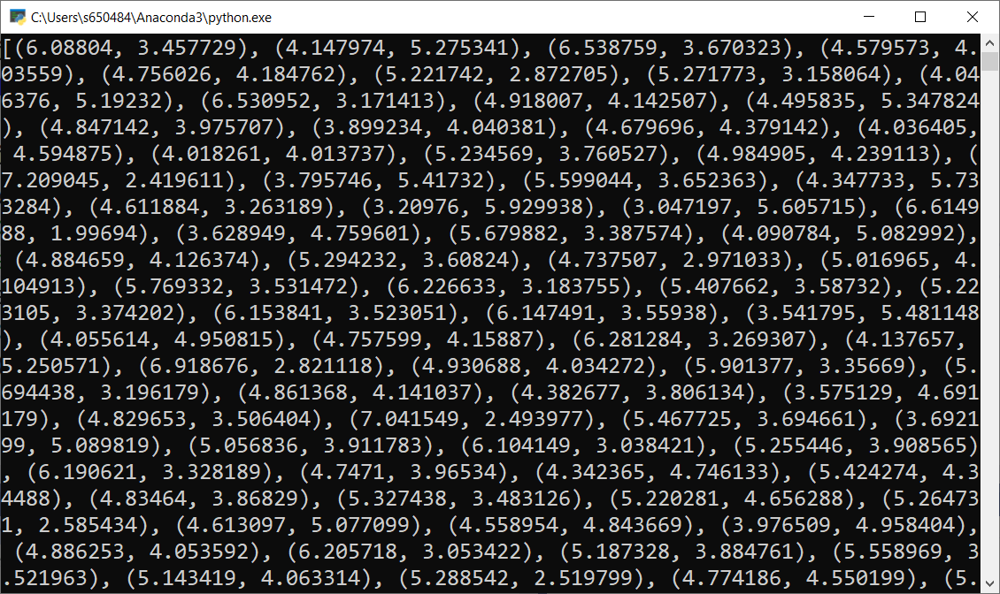 C:\Users\s650484\Anaconda3\python.exe
[(6.08804, 3.457729), (4.147974, 5.275341), (6.538759, 3.670323), (4.579573, 4.
03559), (4.756026, 4.184762), (5.221742, 2.872705), (5.271773, 3.158064), (4.04
6376, 5.19232), (6.530952, 3.171413), (4.918007, 4.142507), (4.495835, 5.347824
), (4.847142, 3.975707), (3.899234, 4.040381), (4.679696, 4.379142), (4.036405,
 4.594875), (4.018261, 4.013737), (5.234569, 3.760527), (4.984905, 4.239113), (
7.209045, 2.419611), (3.795746, 5.41732), (5.599044, 3.652363), (4.347733, 5.73
3284), (4.611884, 3.263189), (3.20976, 5.929938), (3.047197, 5.605715), (6.6149
88, 1.99694), (3.628949, 4.759601), (5.679882, 3.387574), (4.090784, 5.082992),
 (4.884659, 4.126374), (5.294232, 3.60824), (4.737507, 2.971033), (5.016965, 4.
104913), (5.769332, 3.531472), (6.226633, 3.183755), (5.407662, 3.58732), (5.22
3105, 3.374202), (6.153841, 3.523051), (6.147491, 3.55938), (3.541795, 5.481148
), (4.055614, 4.950815), (4.757599, 4.15887), (6.281284, 3.269307), (4.137657,
5.250571), (6.918676, 2.821118), (4.930688, 4.034272), (5.901377, 3.35669), (5.
694438, 3.196179), (4.861368, 4.141037), (4.382677, 3.806134), (3.575129, 4.691
179), (4.829653, 3.506404), (7.041549, 2.493977), (5.467725, 3.694661), (3.6921
99, 5.089819), (5.056836, 3.911783), (6.104149, 3.038421), (5.255446, 3.908565)
, (6.190621, 3.328189), (4.7471, 3.96534), (4.342365, 4.746133), (5.424274, 4.3
4488), (4.83464, 3.86829), (5.327438, 3.483126), (5.220281, 4.656288), (5.26473
1, 2.585434), (4.613097, 5.077099), (4.558954, 4.843669), (3.976509, 4.958404),
 (4.886253, 4.053592), (6.205718, 3.053422), (5.187328, 3.884761), (5.558969, 3
.521963), (5.143419, 4.063314), (5.288542, 2.519799), (4.774186, 4.550199), (5.